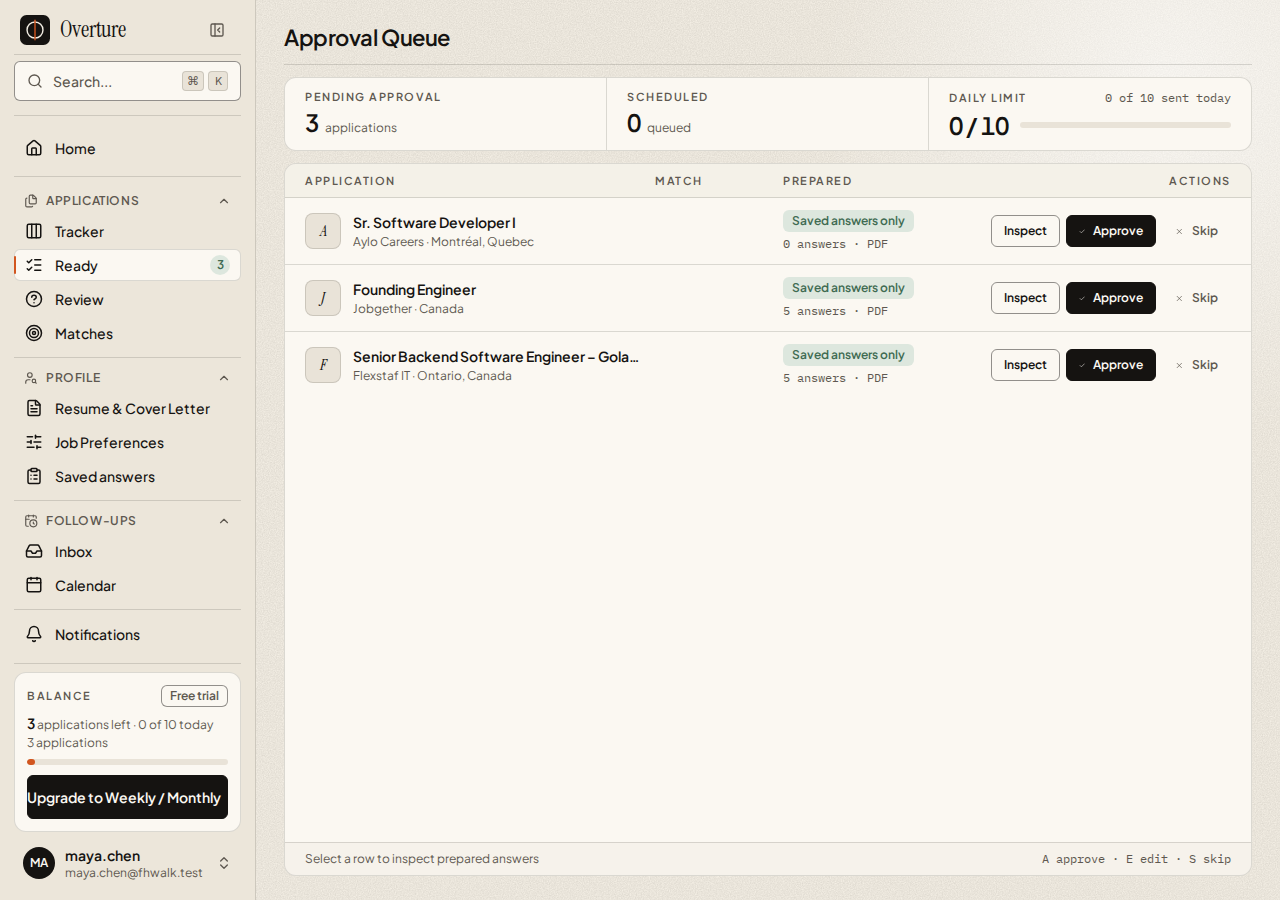 Overture
Search...
⌘ K
Home
APPLICATIONS
Tracker
Ready 3
Review
Matches
PROFILE
Resume & Cover Letter
Job Preferences
Saved answers
FOLLOW-UPS
Inbox
Calendar
Notifications
BALANCE Free trial
3 applications left · 0 of 10 today
3 applications
Upgrade to Weekly / Monthly
MA maya.chen
maya.chen@fhwalk.test
Approval Queue
PENDING APPROVAL
3 applications
SCHEDULED
0 queued
DAILY LIMIT 0 of 10 sent today
0/10
APPLICATION MATCH PREPARED ACTIONS
A Sr. Software Developer I
Aylo Careers · Montréal, Quebec
Saved answers only
0 answers · PDF
Inspect Approve Skip
J Founding Engineer
Jobgether · Canada
Saved answers only
5 answers · PDF
Inspect Approve Skip
F Senior Backend Software Engineer – Gola...
Flexstaf IT · Ontario, Canada
Saved answers only
5 answers · PDF
Inspect Approve Skip
Select a row to inspect prepared answers
A approve · E edit · S skip